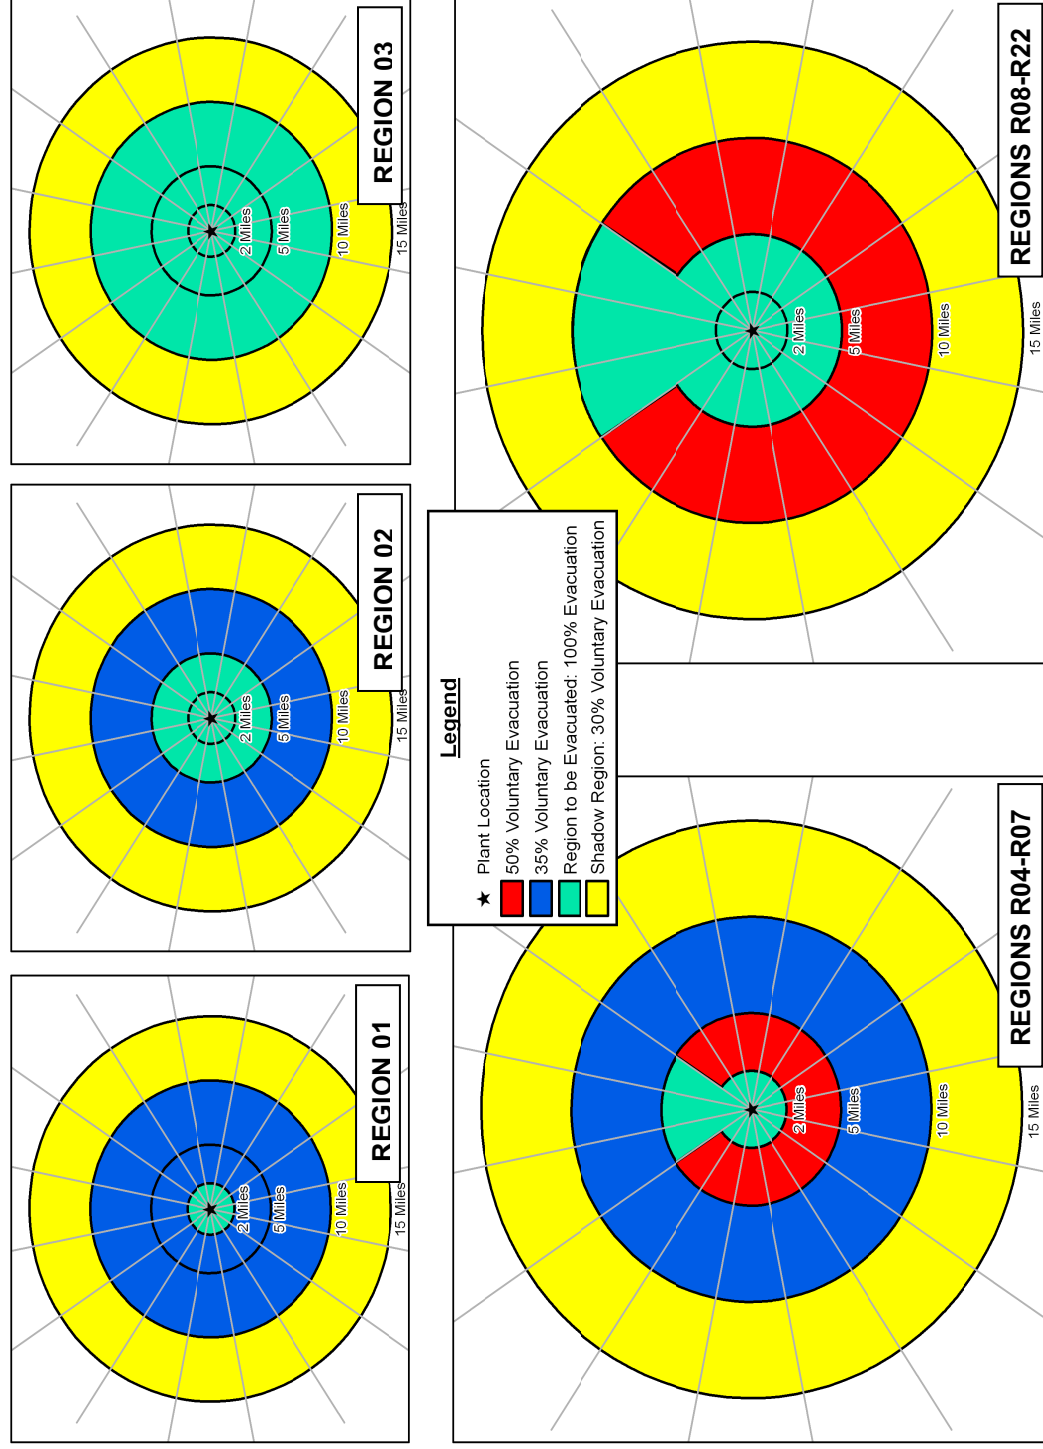 REGION 01
2 Miles
5 Miles
10 Miles
15 Miles
REGION 02
2 Miles
5 Miles
10 Miles
15 Miles
REGION 03
2 Miles
5 Miles
10 Miles
15 Miles
Legend
Plant Location
50% Voluntary Evacuation
35% Voluntary Evacuation
Region to be Evacuated: 100% Evacuation
Shadow Region: 30% Voluntary Evacuation
REGIONS R04-R07
2 Miles
5 Miles
10 Miles
15 Miles
REGIONS R08-R22
2 Miles
5 Miles
10 Miles
15 Miles